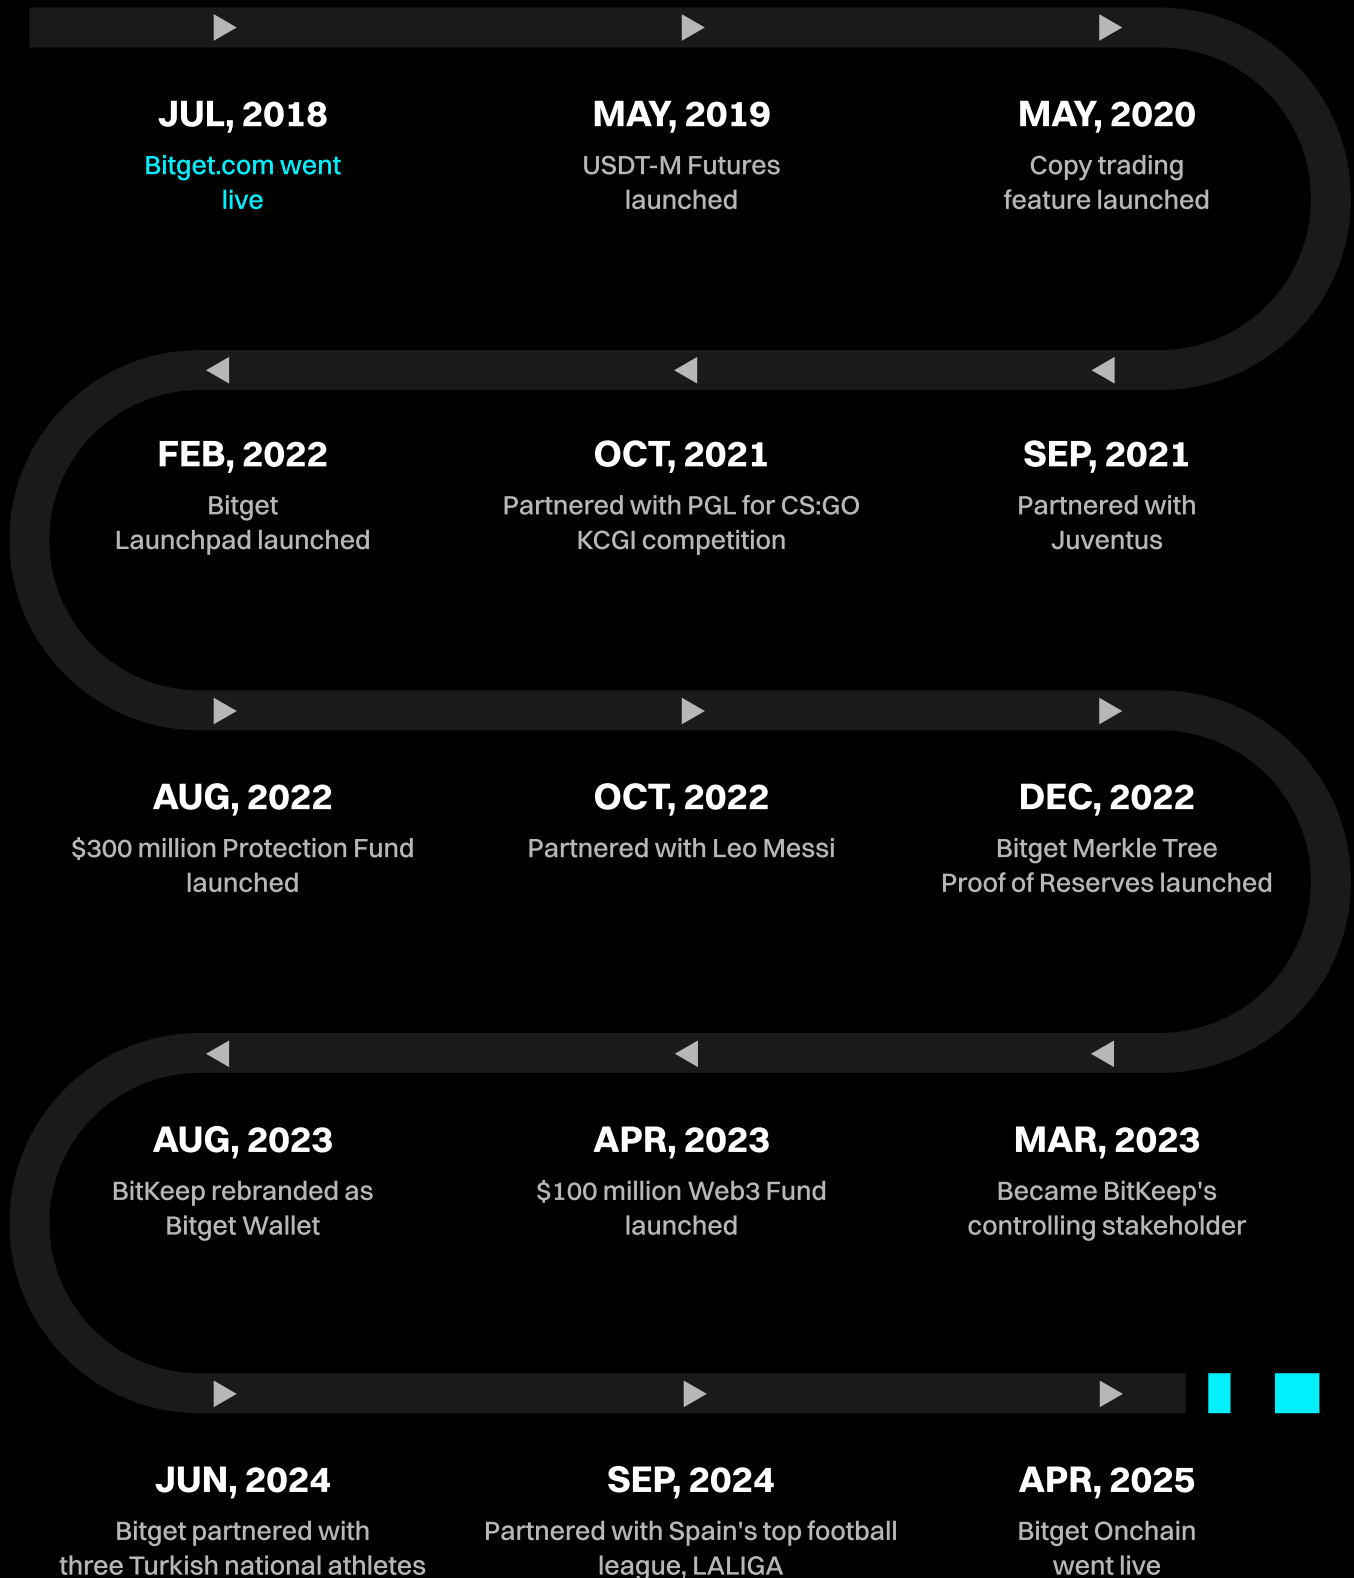 JUL, 2018
Bitget.com went
live
MAY, 2019
USDT-M Futures
launched
MAY, 2020
Copy trading
feature launched
SEP, 2021
Partnered with
Juventus
OCT, 2021
Partnered with PGL for CS:GO
KCGI competition
FEB, 2022
Bitget
Launchpad launched
AUG, 2022
$300 million Protection Fund
launched
OCT, 2022
Partnered with Leo Messi
DEC, 2022
Bitget Merkle Tree
Proof of Reserves launched
MAR, 2023
Became BitKeep's
controlling stakeholder
APR, 2023
$100 million Web3 Fund
launched
AUG, 2023
BitKeep rebranded as
Bitget Wallet
JUN, 2024
Bitget partnered with
three Turkish national athletes
SEP, 2024
Partnered with Spain's top football
league, LALIGA
APR, 2025
Bitget Onchain
went live